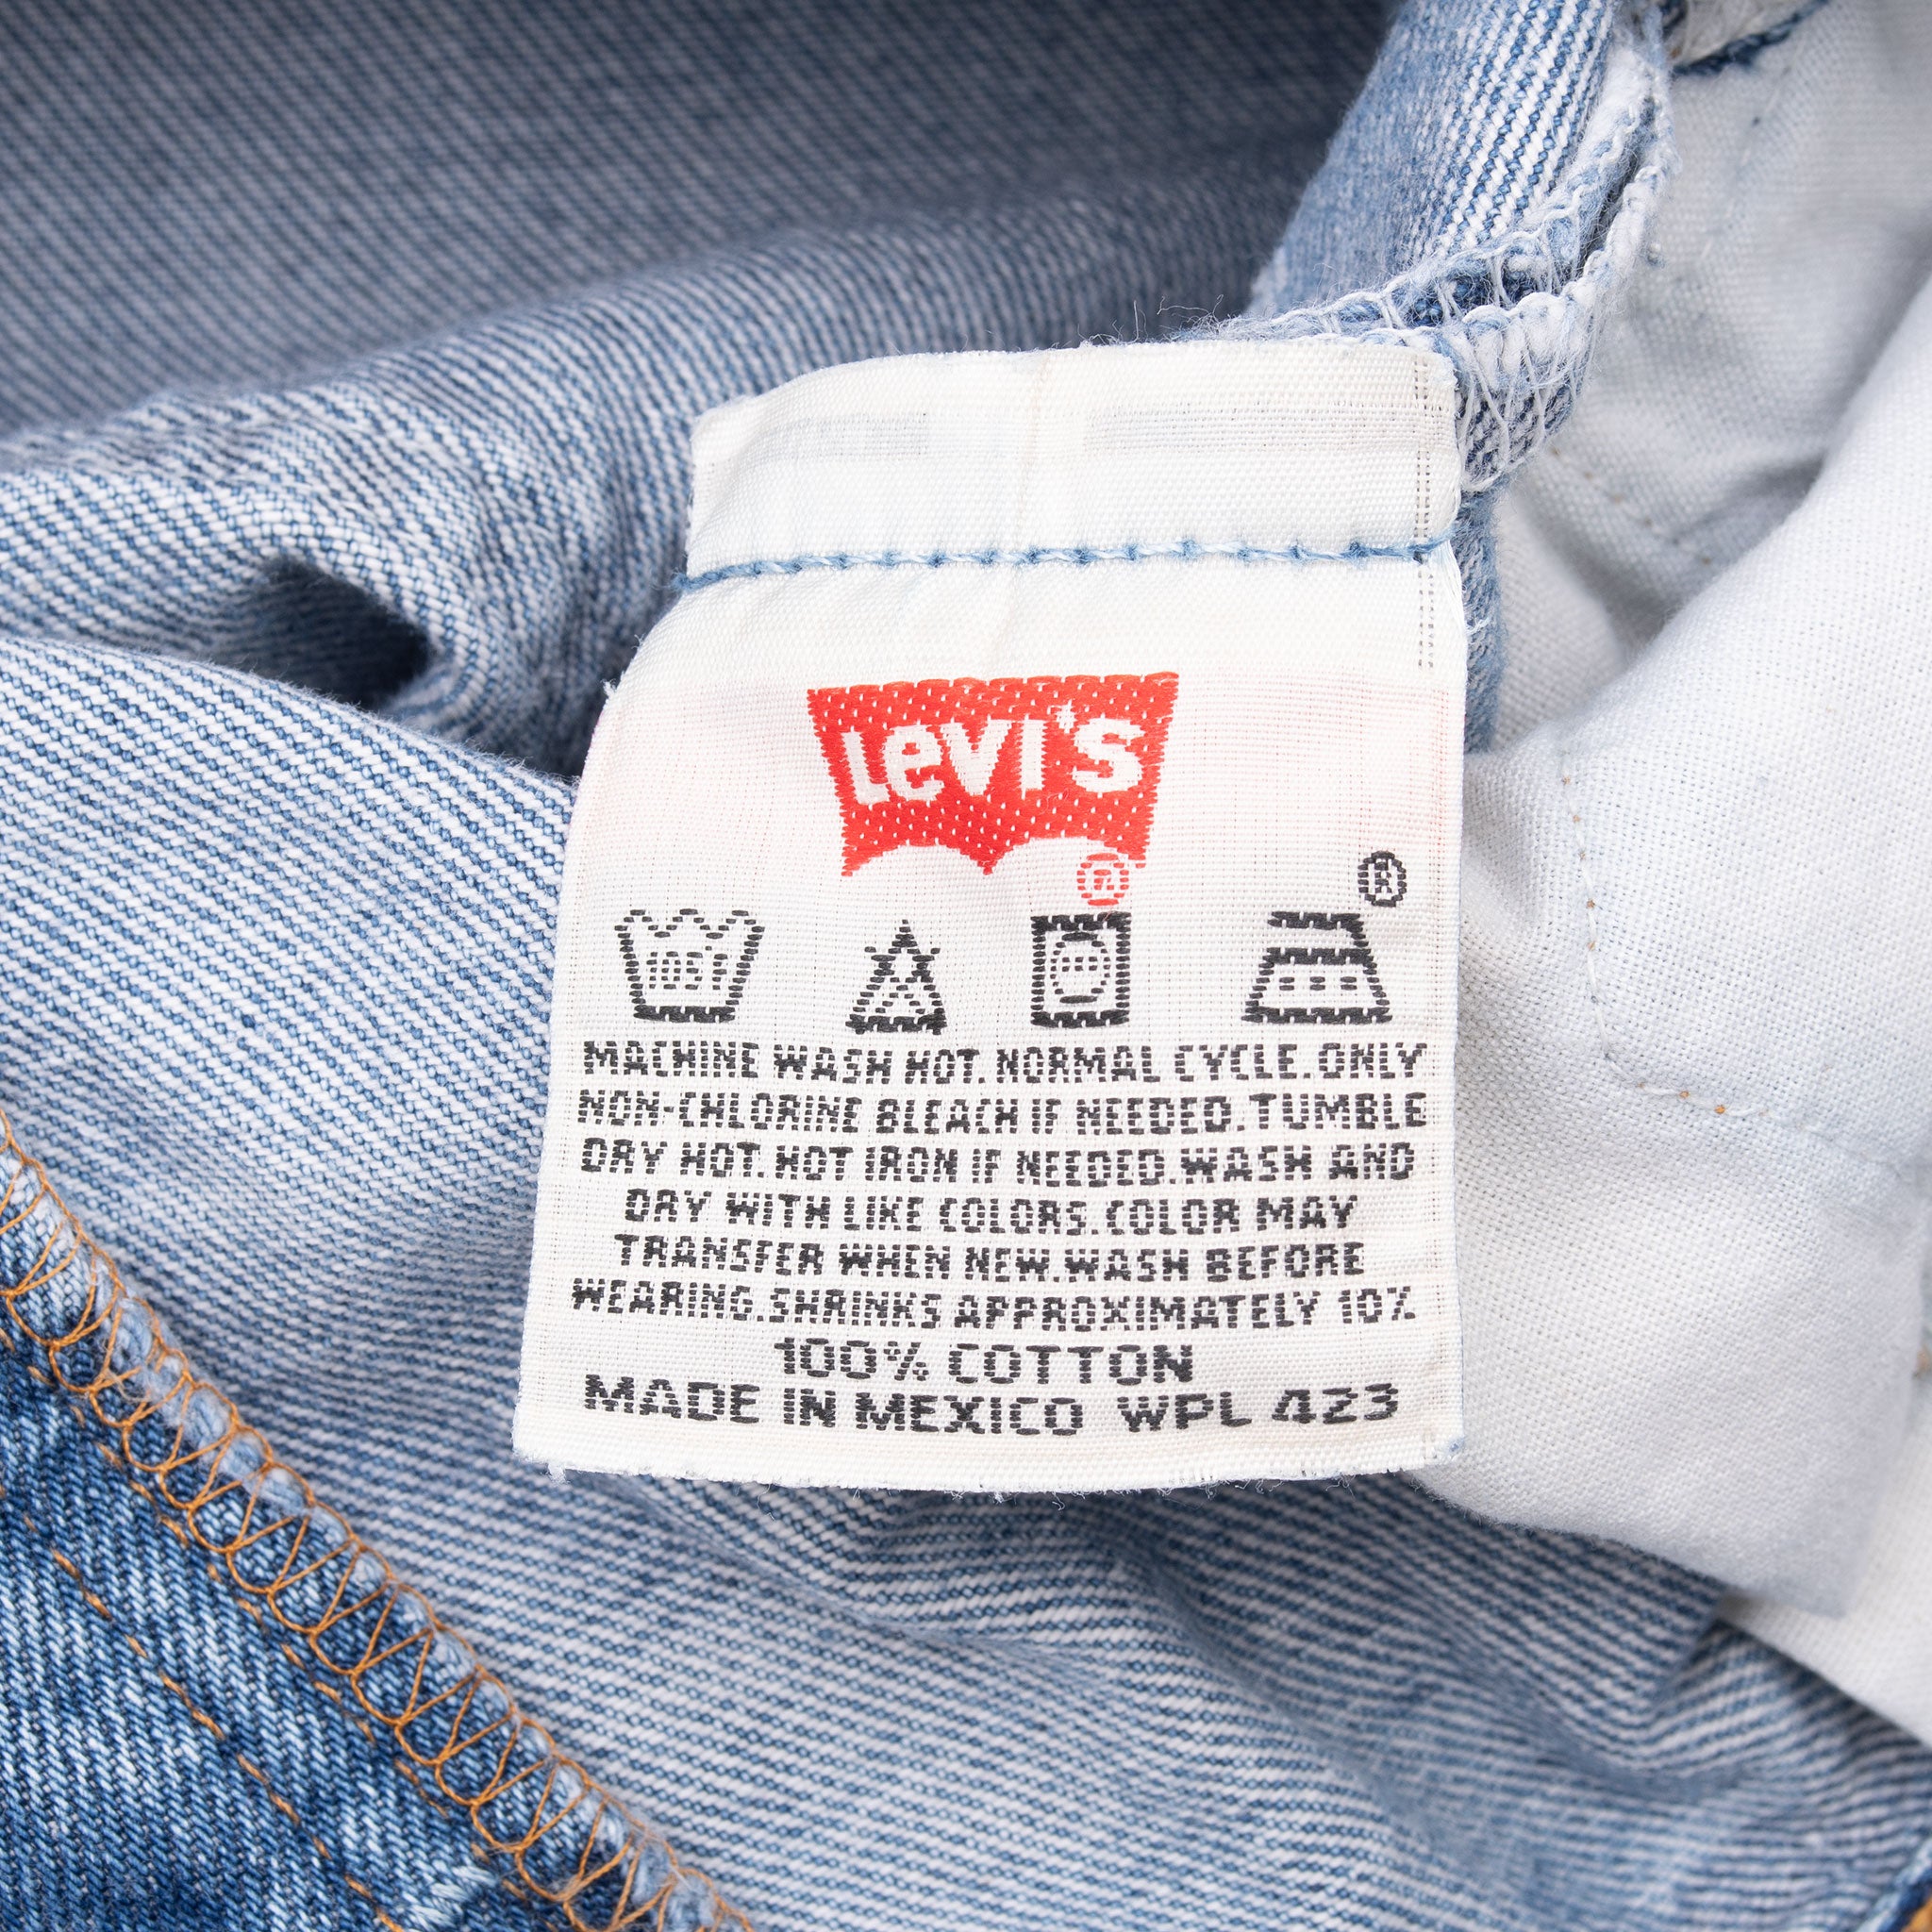 Levi's
®
®
105F
MACHINE WASH HOT. NORMAL CYCLE. ONLY
NON-CHLORINE BLEACH IF NEEDED. TUMBLE
DRY HOT. HOT IRON IF NEEDED. WASH AND
DRY WITH LIKE COLORS. COLOR MAY
TRANSFER WHEN NEW. WASH BEFORE
WEARING. SHRINKS APPROXIMATELY 10%
100% COTTON
MADE IN MEXICO WPL 423